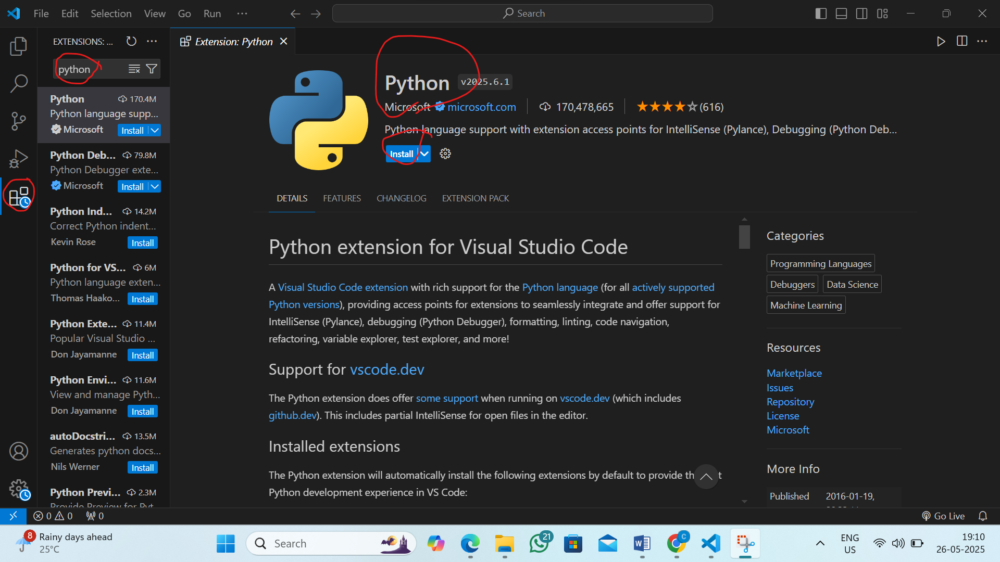 File Edit Selection View Go Run ··· Search
EXTENSIONS: ...
python
Python 170.4M
Python language supp...
Microsoft Install
Python Deb... 79.8M
Python Debugger exte...
Microsoft Install
Python Ind... 14.2M
Correct Python indent...
Kevin Rose Install
Python for VS... 6M
Python language exten...
Thomas Haako... Install
Python Exte... 11.4M
Popular Visual Studio ...
Don Jayamanne Install
Python Envi... 11.6M
View and manage Pyth...
Don Jayamanne Install
autoDocstri... 13.5M
Generates python docs...
Nils Werner Install
Python Previ... 2.3M
Provide Preview for Pyt
Extension: Python
Python v2025.6.1
Microsoft microsoft.com 170,478,665 (616)
Python language support with extension access points for IntelliSense (Pylance), Debugging (Python Deb...
Install
DETAILS FEATURES CHANGELOG EXTENSION PACK
Python extension for Visual Studio Code
A Visual Studio Code extension with rich support for the Python language (for all actively supported
Python versions), providing access points for extensions to seamlessly integrate and offer support for
IntelliSense (Pylance), debugging (Python Debugger), formatting, linting, code navigation,
refactoring, variable explorer, test explorer, and more!
Support for vscode.dev
The Python extension does offer some support when running on vscode.dev (which includes
github.dev). This includes partial IntelliSense for open files in the editor.
Installed extensions
The Python extension will automatically install the following extensions by default to provide th t
Python development experience in VS Code:
Categories
Programming Languages
Debuggers Data Science
Machine Learning
Resources
Marketplace
Issues
Repository
License
Microsoft
More Info
Published 2016-01-19,
0 0 0 Go Live
8 Rainy days ahead
25°C
Search
21
C
ENG
US
19:10
26-05-2025